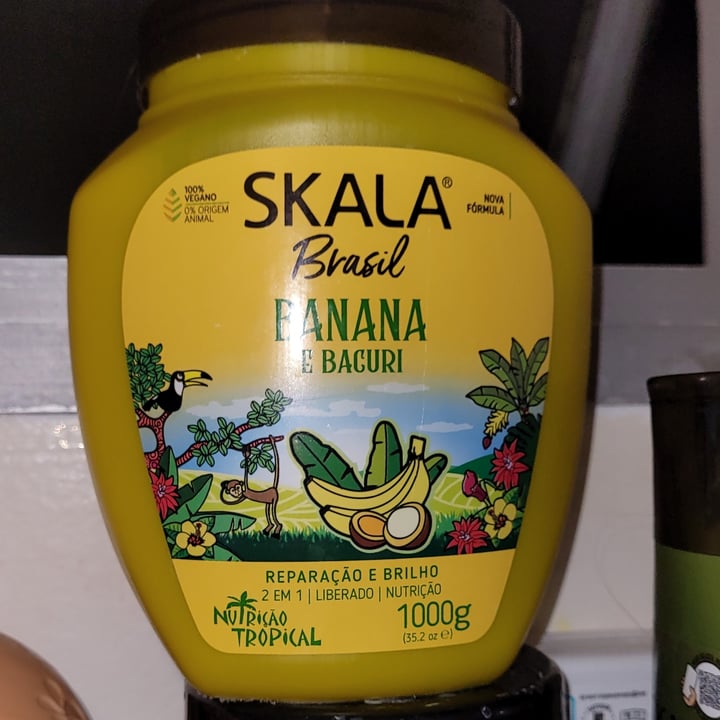 100%
VEGANO
0% ORIGEM
ANIMAL
SKALA®
NOVA
FÓRMULA
Brasil
BANANA
E BACURI
REPARAÇÃO E BRILHO
2 EM 1 | LIBERADO | NUTRIÇÃO
NUTRIÇÃO
TROPICAL
1000g
(35.2 oz ℮)